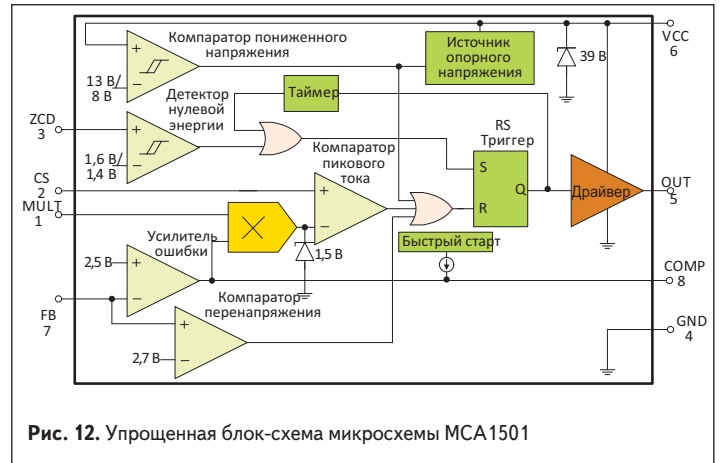 Компаратор пониженного
напряжения
Источник
опорного
напряжения
39 В
VCC
6
13 В/
8 В
Таймер
Детектор
нулевой
энергии
ZCD
3
1,6 В/
1,4 В
Компаратор
пикового
тока
RS
Триггер
S
Q
R
Драйвер
OUT
5
CS
2
MULT
1
Усилитель
ошибки
1,5 В
Быстрый старт
2,5 В
COMP
8
FB
7
Компаратор
перенапряжения
2,7 В
GND
4
Рис. 12. Упрощенная блок-схема микросхемы MCA1501